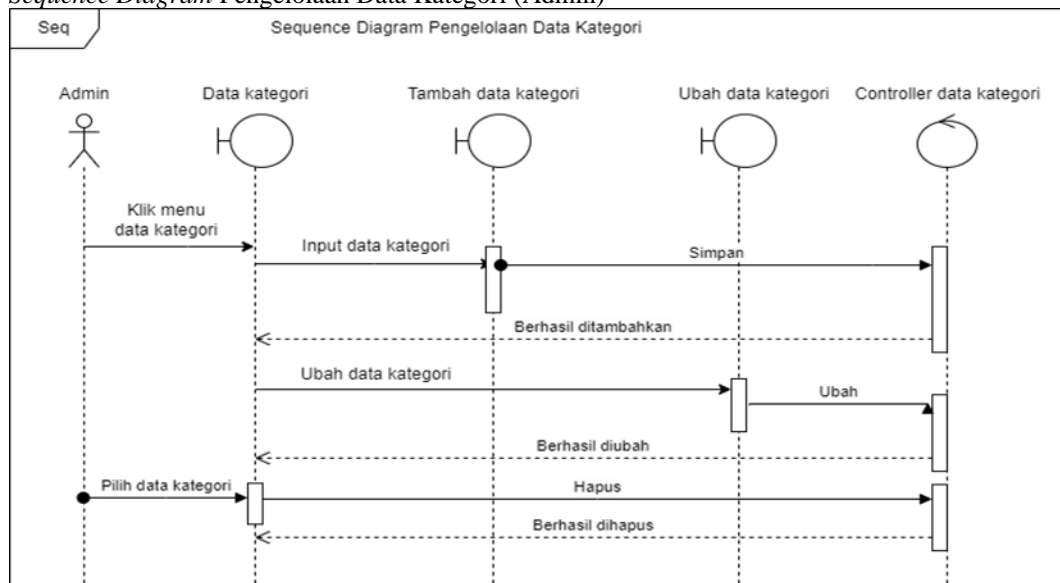 Sequence Diagram Pengelolaan Data Kategori (Admin)
Seq
Sequence Diagram Pengelolaan Data Kategori
Admin
Data kategori
Tambah data kategori
Ubah data kategori
Controller data kategori
Klik menu
data kategori
Input data kategori
Simpan
Berhasil ditambahkan
Ubah data kategori
Ubah
Berhasil diubah
Pilih data kategori
Hapus
Berhasil dihapus